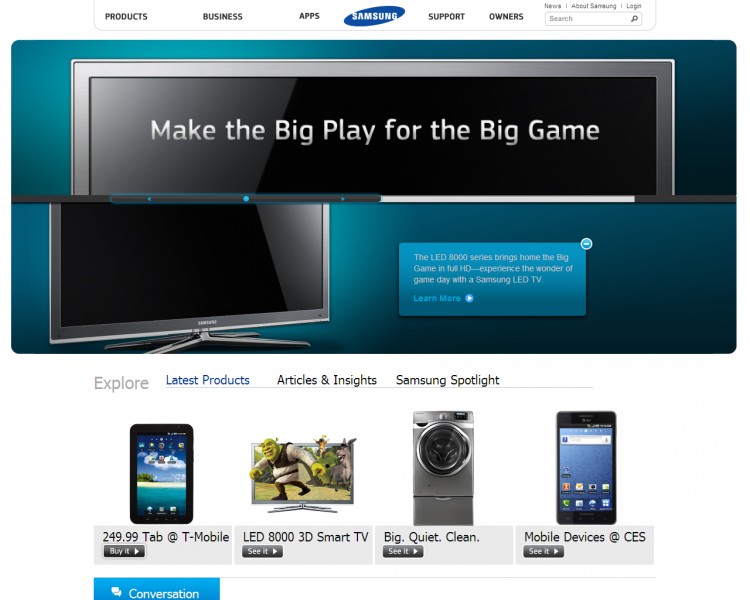 News | About Samsung | Login
PRODUCTS BUSINESS APPS SAMSUNG SUPPORT OWNERS
Search
Make the Big Play for the Big Game
The LED 8000 series brings home the Big
Game in full HD—experience the wonder of
game day with a Samsung LED TV.
Learn More
SAMSUNG
Explore Latest Products Articles & Insights Samsung Spotlight
249.99 Tab @ T-Mobile LED 8000 3D Smart TV Big. Quiet. Clean. Mobile Devices @ CES
Buy it See it See it See it
Conversation